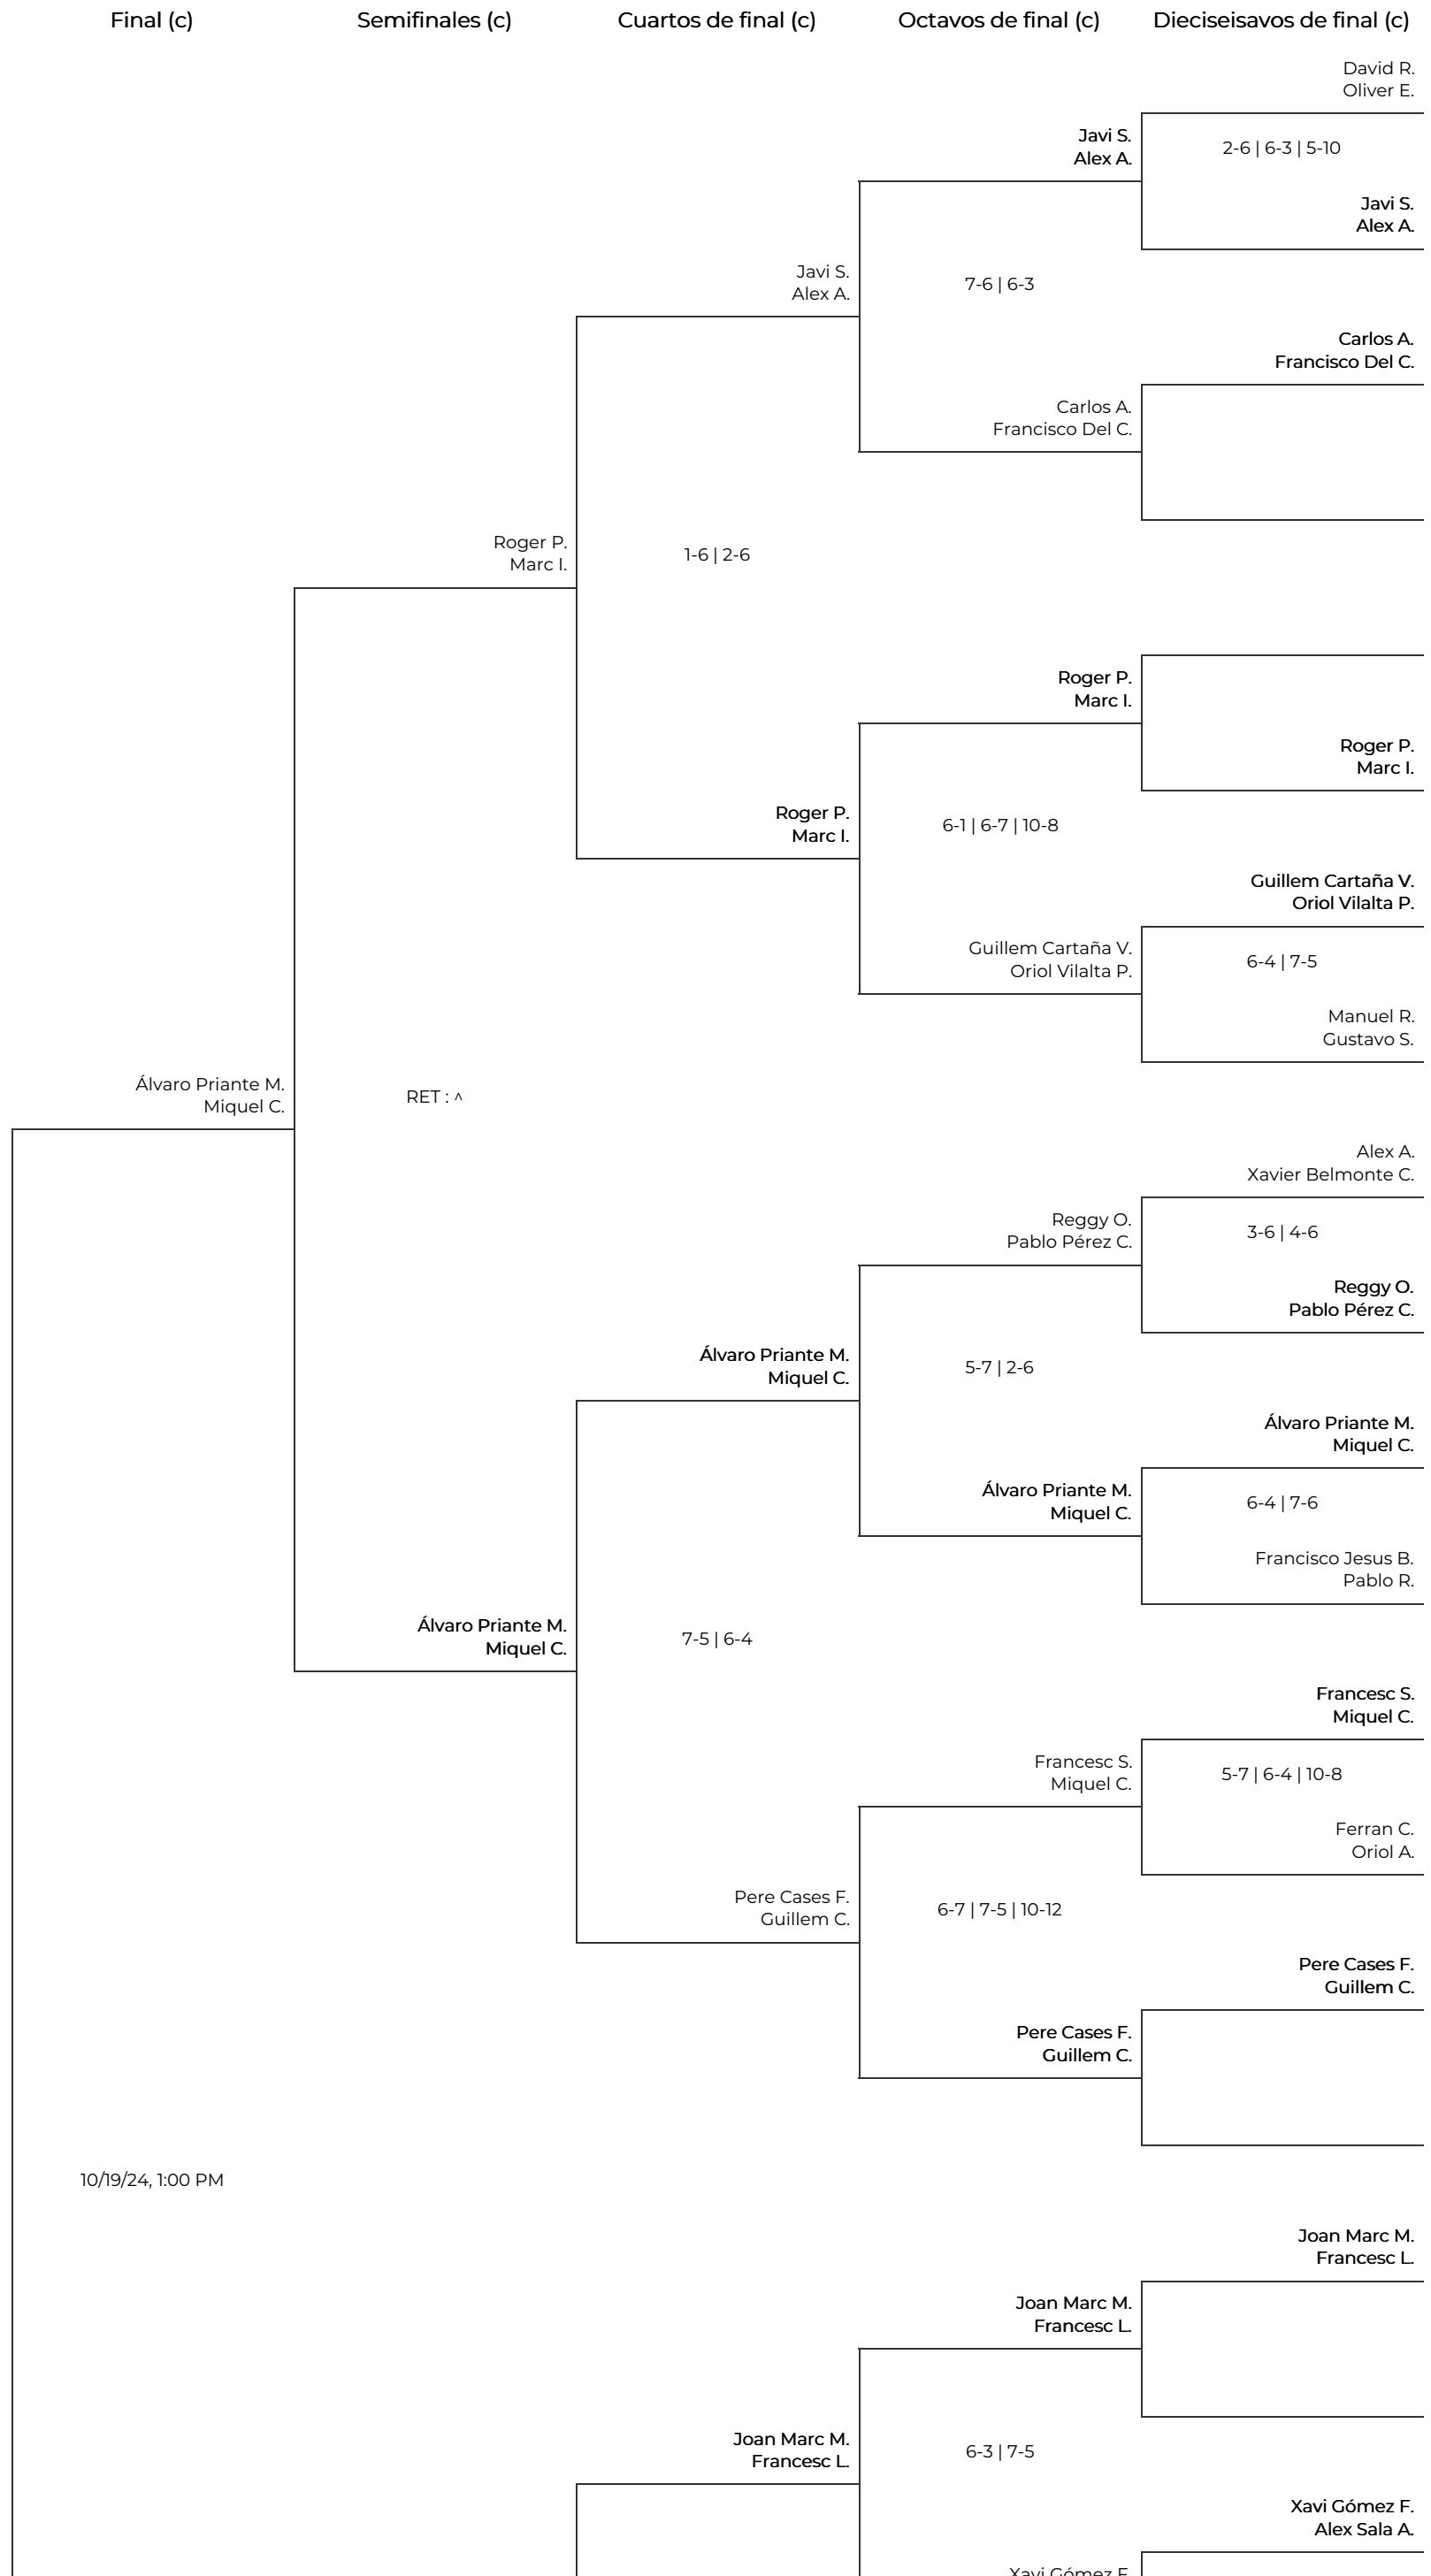 Final (c)
Semifinales (c)
Cuartos de final (c)
Octavos de final (c)
Dieciseisavos de final (c)
David R.
Oliver E.
Javi S.
Alex A.
2-6 | 6-3 | 5-10
Javi S.
Alex A.
Javi S.
Alex A.
7-6 | 6-3
Carlos A.
Francisco Del C.
Carlos A.
Francisco Del C.
Roger P.
Marc I.
1-6 | 2-6
Roger P.
Marc I.
Roger P.
Marc I.
Roger P.
Marc I.
6-1 | 6-7 | 10-8
Guillem Cartaña V.
Oriol Vilalta P.
Guillem Cartaña V.
Oriol Vilalta P.
6-4 | 7-5
Manuel R.
Gustavo S.
Álvaro Priante M.
Miquel C.
RET : ^
Alex A.
Xavier Belmonte C.
Reggy O.
Pablo Pérez C.
3-6 | 4-6
Reggy O.
Pablo Pérez C.
Álvaro Priante M.
Miquel C.
5-7 | 2-6
Álvaro Priante M.
Miquel C.
Álvaro Priante M.
Miquel C.
6-4 | 7-6
Francisco Jesus B.
Pablo R.
Álvaro Priante M.
Miquel C.
7-5 | 6-4
Francesc S.
Miquel C.
Francesc S.
Miquel C.
5-7 | 6-4 | 10-8
Ferran C.
Oriol A.
Pere Cases F.
Guillem C.
6-7 | 7-5 | 10-12
Pere Cases F.
Guillem C.
Pere Cases F.
Guillem C.
10/19/24, 1:00 PM
Joan Marc M.
Francesc L.
Joan Marc M.
Francesc L.
Joan Marc M.
Francesc L.
6-3 | 7-5
Xavi Gómez F.
Alex Sala A.
Xavi Gómez F.